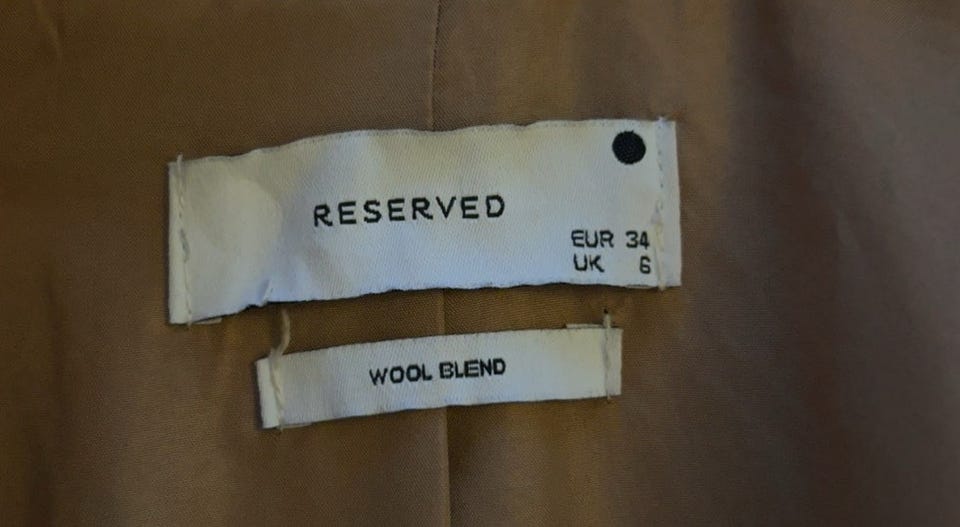 RESERVED
EUR 34
UK 6
WOOL BLEND